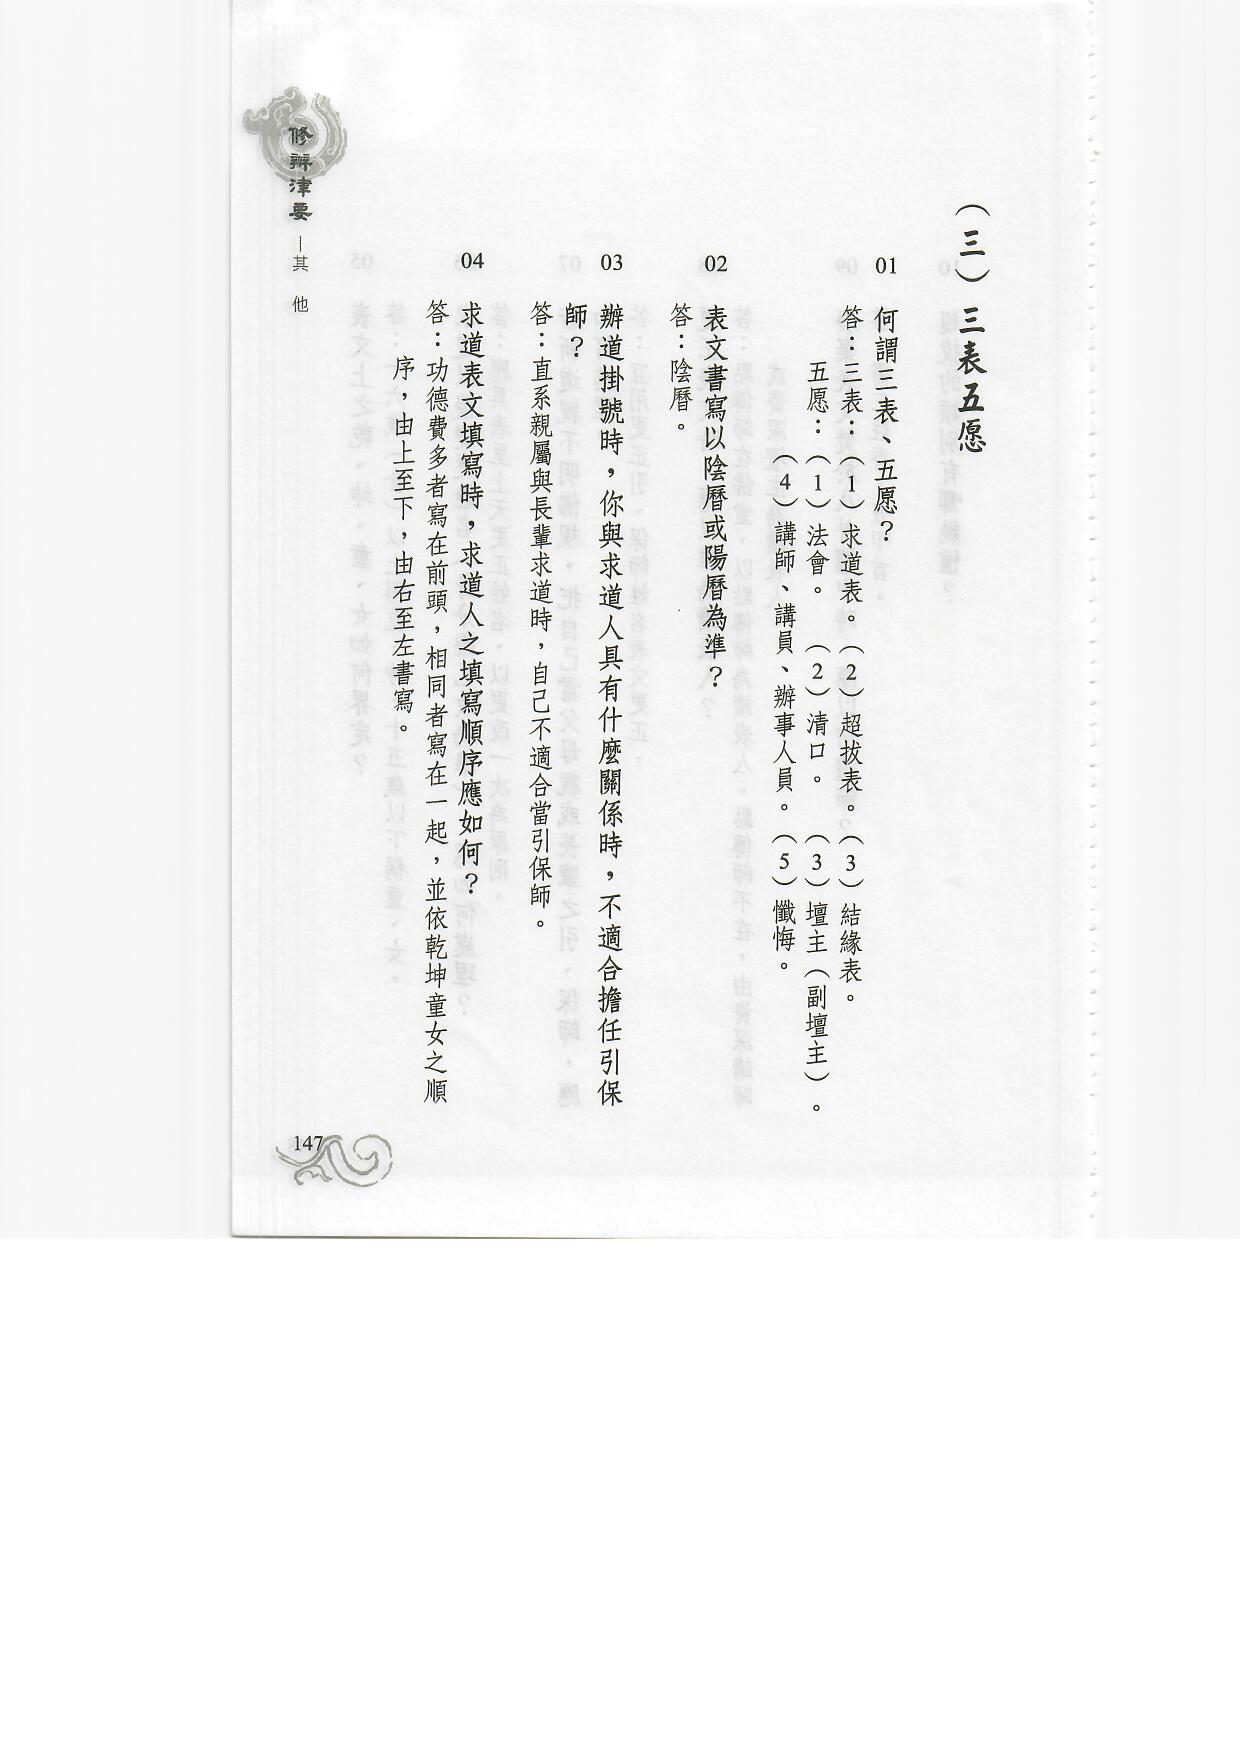 （三）三表五愿
01 何謂三表、五愿？
答：三表：（1）求道表。（2）超拔表。（3）結緣表。
五愿：（1）法會。（2）清口。（3）壇主（副壇主）。
（4）講師、講員、辦事人員。（5）懺悔。
02 表文書寫以陰曆或陽曆為準？
答：陰曆。
03 辦道掛號時，你與求道人具有什麼關係時，不適合擔任引保
師？
答：直系親屬與長輩求道時，自己不適合當引保師。
04 求道表文填寫時，求道人之填寫順序應如何？
答：功德費多者寫在前頭，相同者寫在一起，並依乾坤童女之順
序，由上至下，由右至左書寫。
修辦津要－其他
147